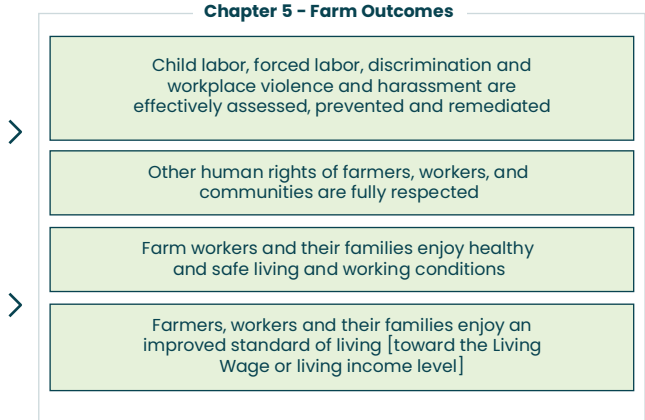 Chapter 5 - Farm Outcomes
Child labor, forced labor, discrimination and
workplace violence and harassment are
effectively assessed, prevented and remediated
Other human rights of farmers, workers, and
communities are fully respected
Farm workers and their families enjoy healthy
and safe living and working conditions
Farmers, workers and their families enjoy an
improved standard of living [toward the Living
Wage or living income level]